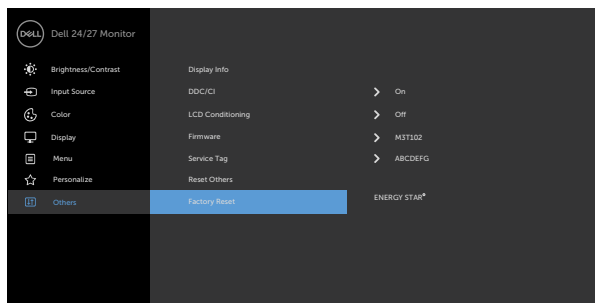 DELL Dell 24/27 Monitor
Brightness/Contrast Display Info
Input Source DDC/CI On
Color LCD Conditioning Off
Display Firmware M3T102
Menu Service Tag ABCDEFG
Personalize Reset Others
Others Factory Reset ENERGY STAR®